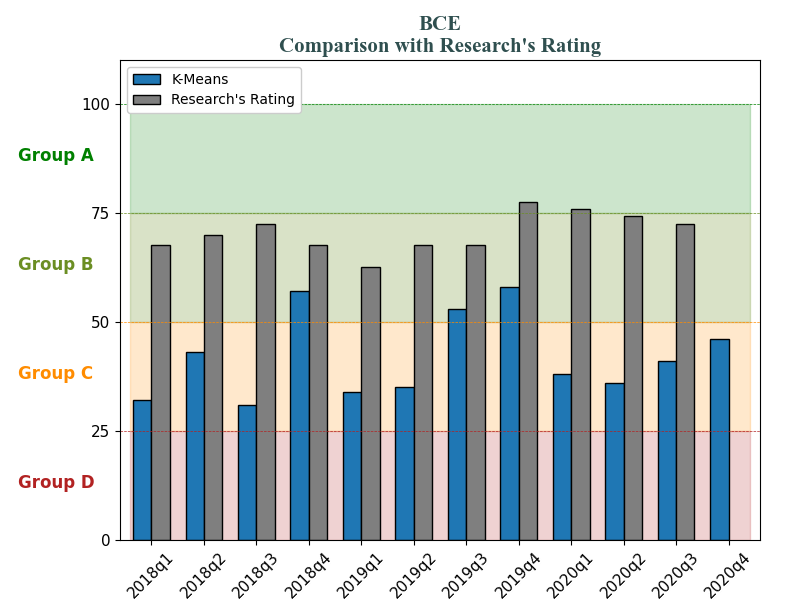 BCE
Comparison with Research's Rating
K-Means
Research's Rating
100
Group A
75
Group B
50
Group C
25
Group D
0
2018q1
2018q2
2018q3
2018q4
2019q1
2019q2
2019q3
2019q4
2020q1
2020q2
2020q3
2020q4